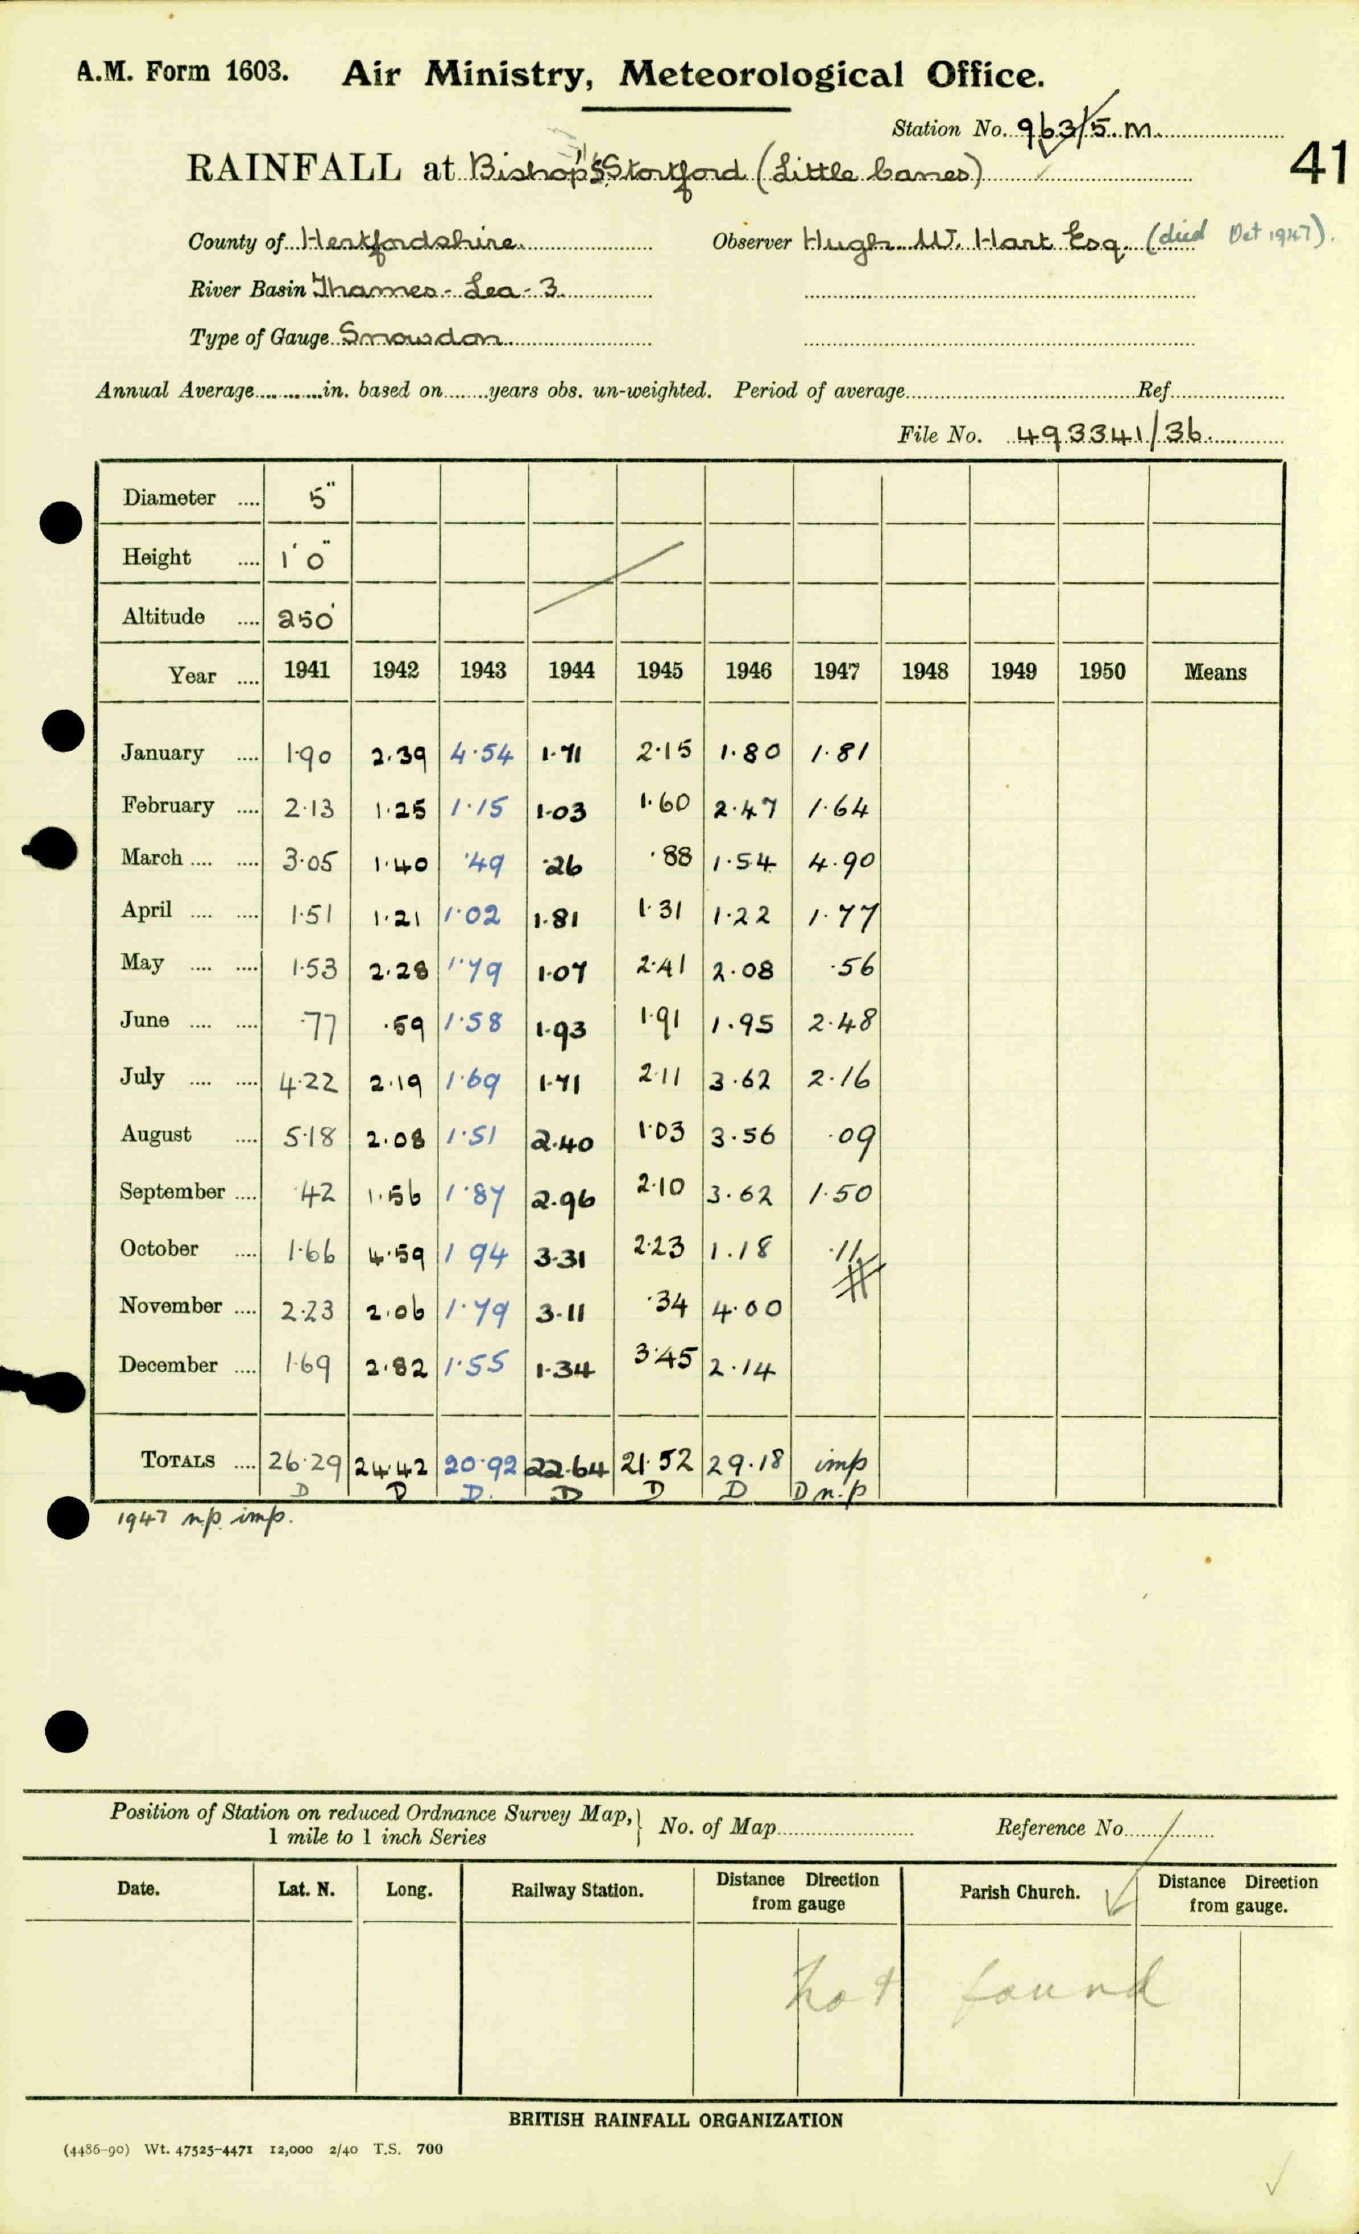 A.M. Form 1603. Air Ministry, Meteorological Office.
Station No. 963/5.M.
41
RAINFALL at Bishop's Stortford (Little Canes)
County of Hertfordshire. Observer Hugh W. Hart Esq. (died Oct 1947).
River Basin Thames - Lea - 3.
Type of Gauge Snowdon
Annual Average............in. based on........years obs. un-weighted. Period of average........Ref........
File No. 493341/36
Diameter .... 5"
Height .... 1'0"
Altitude .... 250'
Year .... 1941 1942 1943 1944 1945 1946 1947 1948 1949 1950 Means
January .... 1.90 2.39 4.54 1.71 2.15 1.80 1.81
February .... 2.13 1.25 1.15 1.03 1.60 2.47 1.64
March .... .... 3.05 1.40 .49 .26 .88 1.54 4.90
April .... .... 1.51 1.21 1.02 1.81 1.31 1.22 1.77
May .... .... 1.53 2.28 1.79 1.07 2.41 2.08 .56
June .... .... .77 .59 1.58 1.93 1.91 1.95 2.48
July .... .... 4.22 2.19 1.69 1.71 2.11 3.62 2.16
August .... 5.18 2.08 1.51 2.40 1.03 3.56 .09
September .... .42 1.56 1.87 2.96 2.10 3.62 1.50
October .... 1.66 4.59 1 94 3.31 2.23 1.18 .11
November .... 2.23 2.06 1.79 3.11 .34 4.00
December .... 1.69 2.82 1.55 1.34 3.45 2.14
TOTALS .... 26.29 24.42 20.92 22.64 21.52 29.18 imp
D D D. D D D D n.p
1947 n.p. imp.
Position of Station on reduced Ordnance Survey Map, 1 mile to 1 inch Series } No. of Map........ Reference No........
Date. Lat. N. Long. Railway Station. Distance Direction from gauge Parish Church. Distance Direction from gauge.
not found
BRITISH RAINFALL ORGANIZATION
(4486-90) Wt. 47525-4471 12,000 2/40 T.S. 700